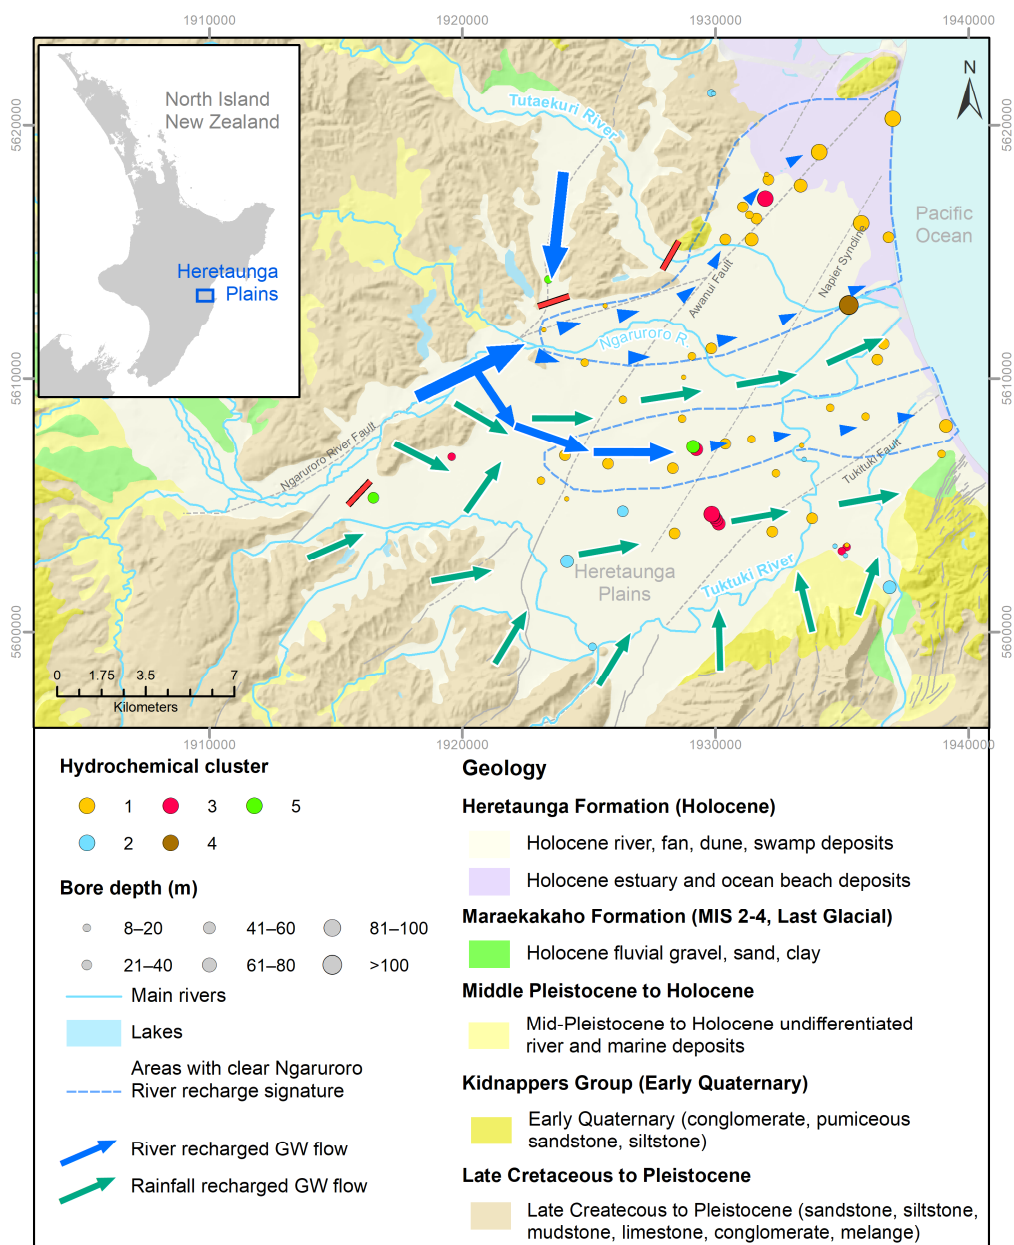 1910000
1920000
1930000
1940000
5620000
5620000
North Island
New Zealand
Heretaunga
Plains
Tutaekuri River
N
Pacific
Ocean
Napier Syncline
Awanui Fault
Ngaruroro R.
5610000
5610000
Ngaruroro River Fault
Tukituki Fault
Heretaunga
Plains
Tuktuki River
5600000
5600000
0
1.75
3.5
7
Kilometers
1910000
1920000
1930000
1940000
Hydrochemical cluster
1
3
5
2
4
Bore depth (m)
8–20
41–60
81–100
21–40
61–80
>100
Main rivers
Lakes
Areas with clear Ngaruroro
River recharge signature
River recharged GW flow
Rainfall recharged GW flow
Geology
Heretaunga Formation (Holocene)
Holocene river, fan, dune, swamp deposits
Holocene estuary and ocean beach deposits
Maraekakaho Formation (MIS 2-4, Last Glacial)
Holocene fluvial gravel, sand, clay
Middle Pleistocene to Holocene
Mid-Pleistocene to Holocene undifferentiated
river and marine deposits
Kidnappers Group (Early Quaternary)
Early Quaternary (conglomerate, pumiceous
sandstone, siltstone)
Late Cretaceous to Pleistocene
Late Createcous to Pleistocene (sandstone, siltstone,
mudstone, limestone, conglomerate, melange)